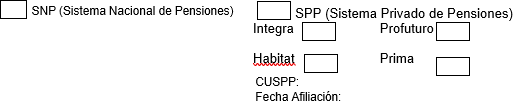 SNP (Sistema Nacional de Pensiones)
SPP (Sistema Privado de Pensiones)
Integra Profuturo
Habitat Prima
CUSPP:
Fecha Afiliación: